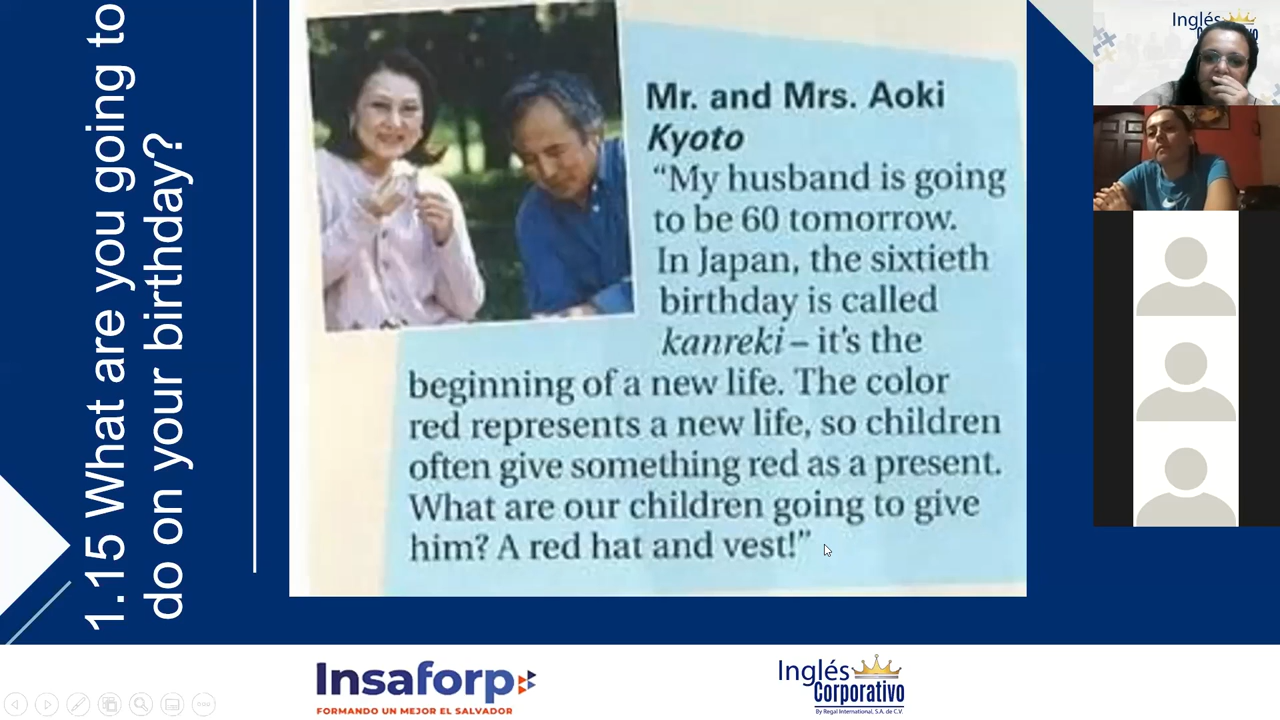 1.15 What are you going to
do on your birthday?
Mr. and Mrs. Aoki
Kyoto
“My husband is going
to be 60 tomorrow.
In Japan, the sixtieth
birthday is called
kanreki – it's the
beginning of a new life. The color
red represents a new life, so children
often give something red as a present.
What are our children going to give
him? A red hat and vest!”
Inglés
Insaforp
FORMANDO UN MEJOR EL SALVADOR
Inglés
Corporativo
By Regal International, S.A. de C.V.